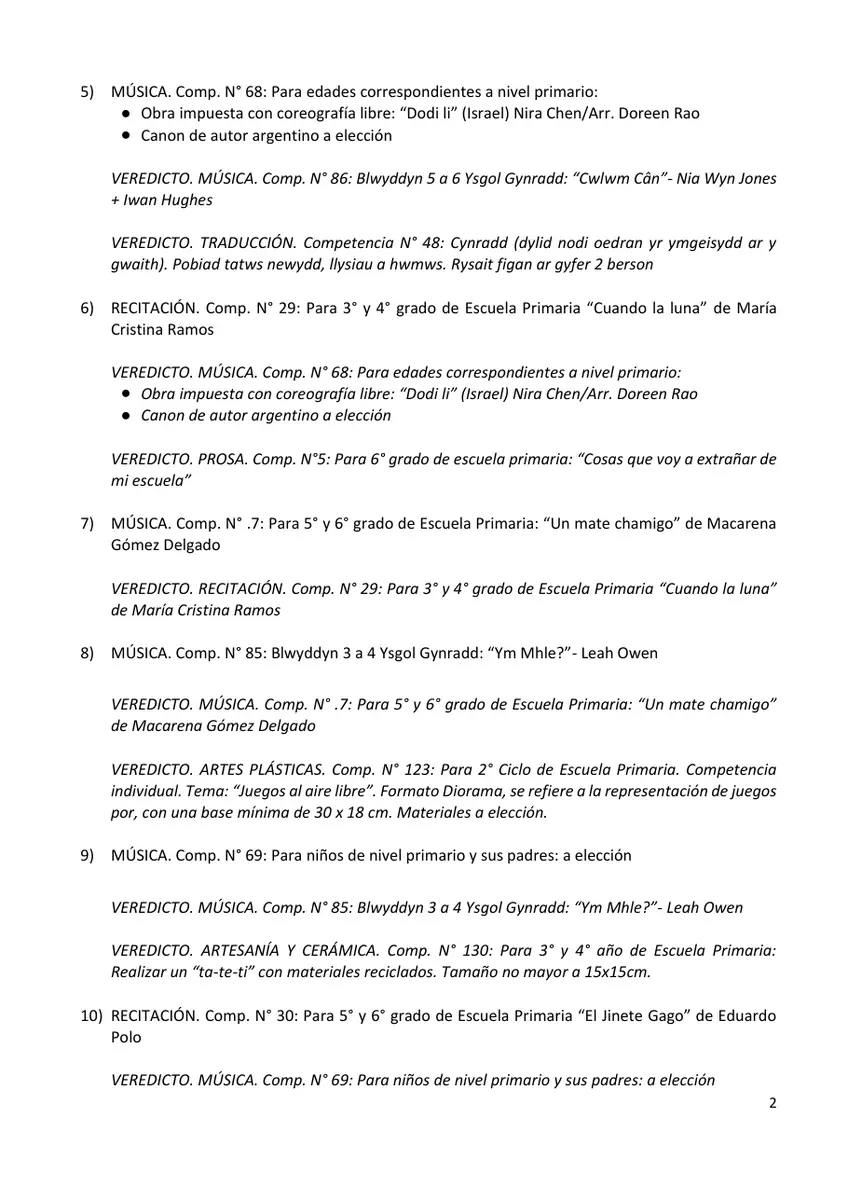 5) MÚSICA. Comp. N° 68: Para edades correspondientes a nivel primario:
● Obra impuesta con coreografía libre: “Dodi li” (Israel) Nira Chen/Arr. Doreen Rao
● Canon de autor argentino a elección
VEREDICTO. MÚSICA. Comp. N° 86: Blwyddyn 5 a 6 Ysgol Gynradd: “Cwlwm Cân”- Nia Wyn Jones
+ Iwan Hughes
VEREDICTO. TRADUCCIÓN. Competencia N° 48: Cynradd (dylid nodi oedran yr ymgeisydd ar y
gwaith). Pobiad tatws newydd, llysiau a hwmws. Rysait figan ar gyfer 2 berson
6) RECITACIÓN. Comp. N° 29: Para 3° y 4° grado de Escuela Primaria “Cuando la luna” de María
Cristina Ramos
VEREDICTO. MÚSICA. Comp. N° 68: Para edades correspondientes a nivel primario:
● Obra impuesta con coreografía libre: “Dodi li” (Israel) Nira Chen/Arr. Doreen Rao
● Canon de autor argentino a elección
VEREDICTO. PROSA. Comp. N°5: Para 6° grado de escuela primaria: “Cosas que voy a extrañar de
mi escuela”
7) MÚSICA. Comp. N° .7: Para 5° y 6° grado de Escuela Primaria: “Un mate chamigo” de Macarena
Gómez Delgado
VEREDICTO. RECITACIÓN. Comp. N° 29: Para 3° y 4° grado de Escuela Primaria “Cuando la luna”
de María Cristina Ramos
8) MÚSICA. Comp. N° 85: Blwyddyn 3 a 4 Ysgol Gynradd: “Ym Mhle?”- Leah Owen
VEREDICTO. MÚSICA. Comp. N° .7: Para 5° y 6° grado de Escuela Primaria: “Un mate chamigo”
de Macarena Gómez Delgado
VEREDICTO. ARTES PLÁSTICAS. Comp. N° 123: Para 2° Ciclo de Escuela Primaria. Competencia
individual. Tema: “Juegos al aire libre”. Formato Diorama, se refiere a la representación de juegos
por, con una base mínima de 30 x 18 cm. Materiales a elección.
9) MÚSICA. Comp. N° 69: Para niños de nivel primario y sus padres: a elección
VEREDICTO. MÚSICA. Comp. N° 85: Blwyddyn 3 a 4 Ysgol Gynradd: “Ym Mhle?”- Leah Owen
VEREDICTO. ARTESANÍA Y CERÁMICA. Comp. N° 130: Para 3° y 4° año de Escuela Primaria:
Realizar un “ta-te-ti” con materiales reciclados. Tamaño no mayor a 15x15cm.
10) RECITACIÓN. Comp. N° 30: Para 5° y 6° grado de Escuela Primaria “El Jinete Gago” de Eduardo
Polo
VEREDICTO. MÚSICA. Comp. N° 69: Para niños de nivel primario y sus padres: a elección
2